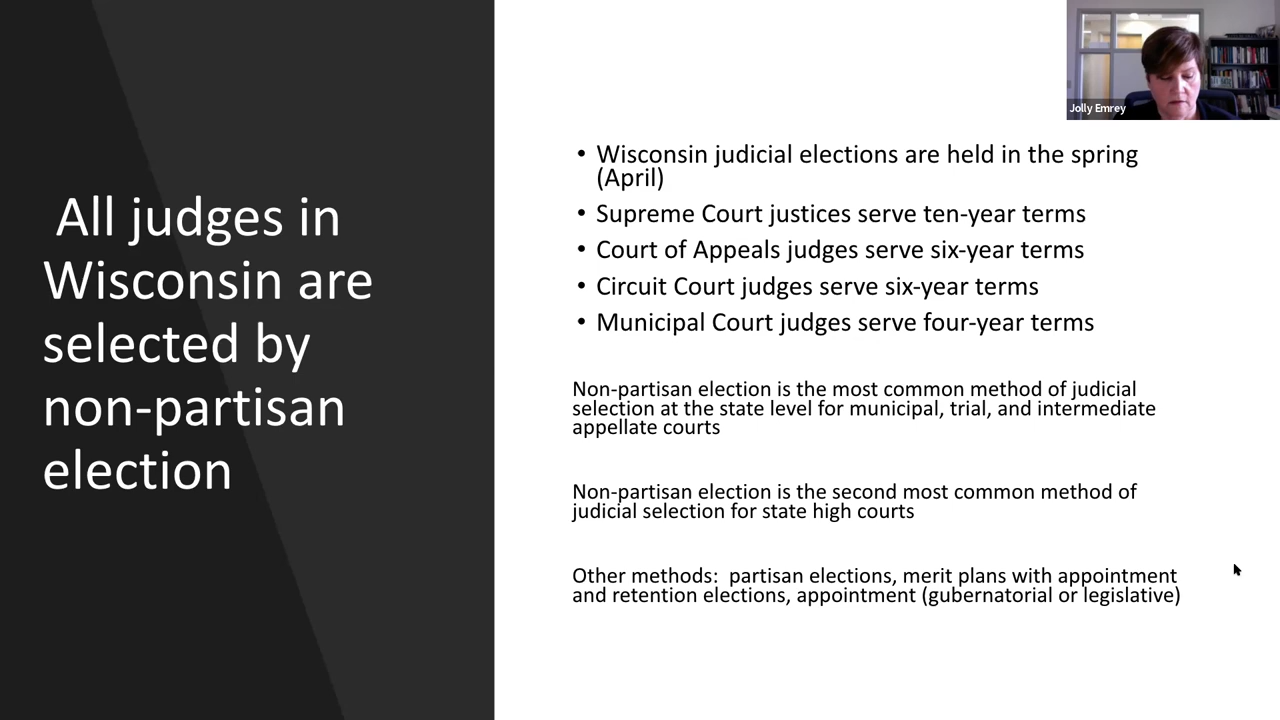 All judges in
Wisconsin are
selected by
non-partisan
election
Jolly Emrey
• Wisconsin judicial elections are held in the spring
(April)
• Supreme Court justices serve ten-year terms
• Court of Appeals judges serve six-year terms
• Circuit Court judges serve six-year terms
• Municipal Court judges serve four-year terms
Non-partisan election is the most common method of judicial
selection at the state level for municipal, trial, and intermediate
appellate courts
Non-partisan election is the second most common method of
judicial selection for state high courts
Other methods:  partisan elections, merit plans with appointment
and retention elections, appointment (gubernatorial or legislative)